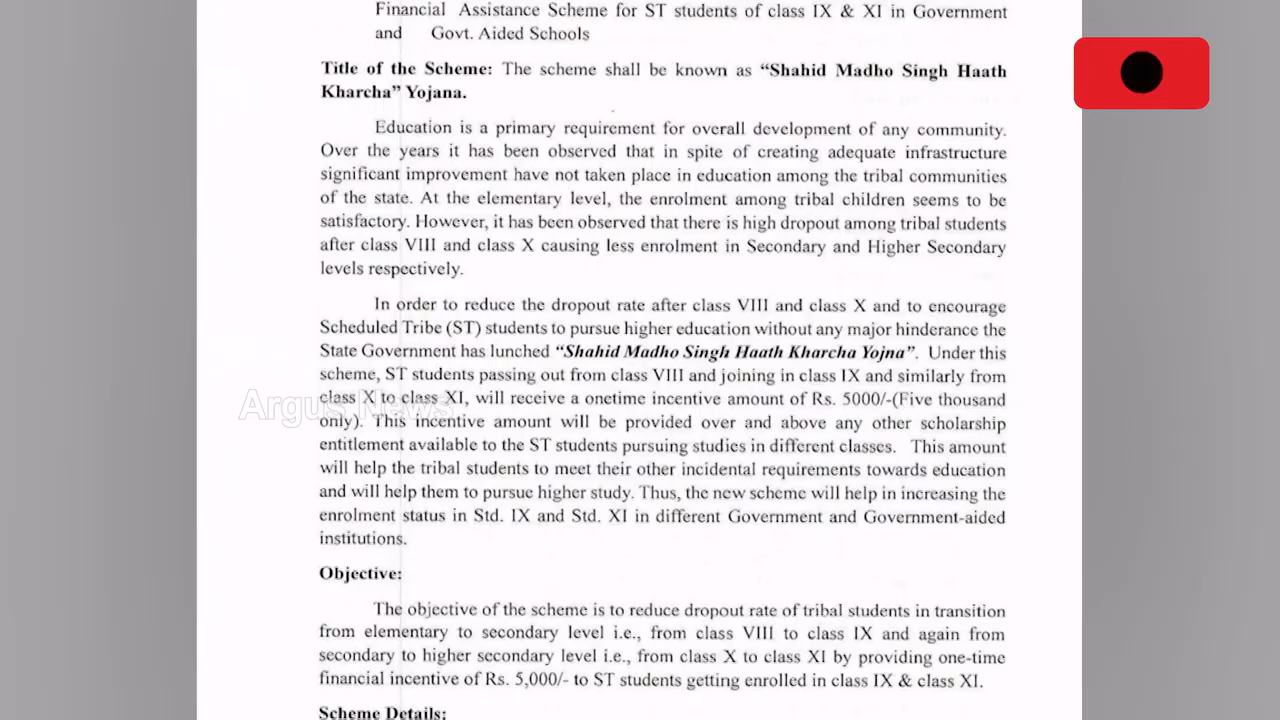 Financial Assistance Scheme for ST students of class IX & XI in Government
and Govt. Aided Schools
Title of the Scheme: The scheme shall be known as “Shahid Madho Singh Haath
Kharcha” Yojana.
Education is a primary requirement for overall development of any community.
Over the years it has been observed that in spite of creating adequate infrastructure
significant improvement have not taken place in education among the tribal communities
of the state. At the elementary level, the enrolment among tribal children seems to be
satisfactory. However, it has been observed that there is high dropout among tribal students
after class VIII and class X causing less enrolment in Secondary and Higher Secondary
levels respectively.
In order to reduce the dropout rate after class VIII and class X and to encourage
Scheduled Tribe (ST) students to pursue higher education without any major hinderance the
State Government has lunched “Shahid Madho Singh Haath Kharcha Yojna”. Under this
scheme, ST students passing out from class VIII and joining in class IX and similarly from
class X to class XI, will receive a onetime incentive amount of Rs. 5000/-(Five thousand
only). This incentive amount will be provided over and above any other scholarship
entitlement available to the ST students pursuing studies in different classes. This amount
will help the tribal students to meet their other incidental requirements towards education
and will help them to pursue higher study. Thus, the new scheme will help in increasing the
enrolment status in Std. IX and Std. XI in different Government and Government-aided
institutions.
Objective:
The objective of the scheme is to reduce dropout rate of tribal students in transition
from elementary to secondary level i.e., from class VIII to class IX and again from
secondary to higher secondary level i.e., from class X to class XI by providing one-time
financial incentive of Rs. 5,000/- to ST students getting enrolled in class IX & class XI.
Scheme Details:
Argus News